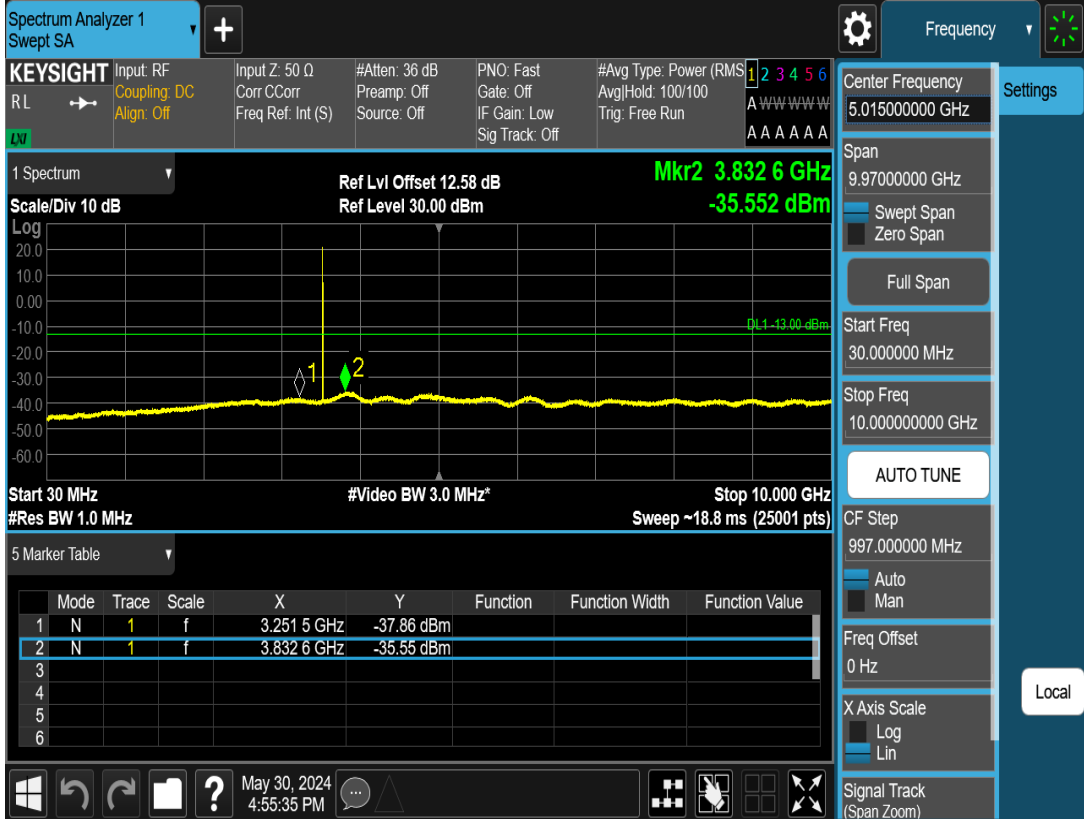 Spectrum Analyzer 1
Swept SA
Frequency
KEYSIGHT
R L
LXI
Input: RF
Coupling: DC
Align: Off
Input Z: 50 Ω
Corr CCorr
Freq Ref: Int (S)
#Atten: 36 dB
Preamp: Off
Source: Off
PNO: Fast
Gate: Off
IF Gain: Low
Sig Track: Off
#Avg Type: Power (RMS
Avg|Hold: 100/100
Trig: Free Run
1 2 3 4 5 6
A W W W W W
A A A A A A
1 Spectrum
Scale/Div 10 dB
Ref Lvl Offset 12.58 dB
Ref Level 30.00 dBm
Mkr2 3.832 6 GHz
-35.552 dBm
Log
20.0
10.0
0.00
-10.0
-20.0
-30.0
-40.0
-50.0
-60.0
DL1 -13.00 dBm
1
2
Start 30 MHz
#Video BW 3.0 MHz*
Stop 10.000 GHz
#Res BW 1.0 MHz
Sweep ~18.8 ms (25001 pts)
5 Marker Table
Mode Trace Scale X Y Function Function Width Function Value
1 N 1 f 3.251 5 GHz -37.86 dBm
2 N 1 f 3.832 6 GHz -35.55 dBm
3
4
5
6
May 30, 2024
4:55:35 PM
Center Frequency
5.015000000 GHz
Span
9.97000000 GHz
Swept Span
Zero Span
Full Span
Start Freq
30.000000 MHz
Stop Freq
10.000000000 GHz
AUTO TUNE
CF Step
997.000000 MHz
Auto
Man
Freq Offset
0 Hz
X Axis Scale
Log
Lin
Signal Track
(Span Zoom)
Settings
Local